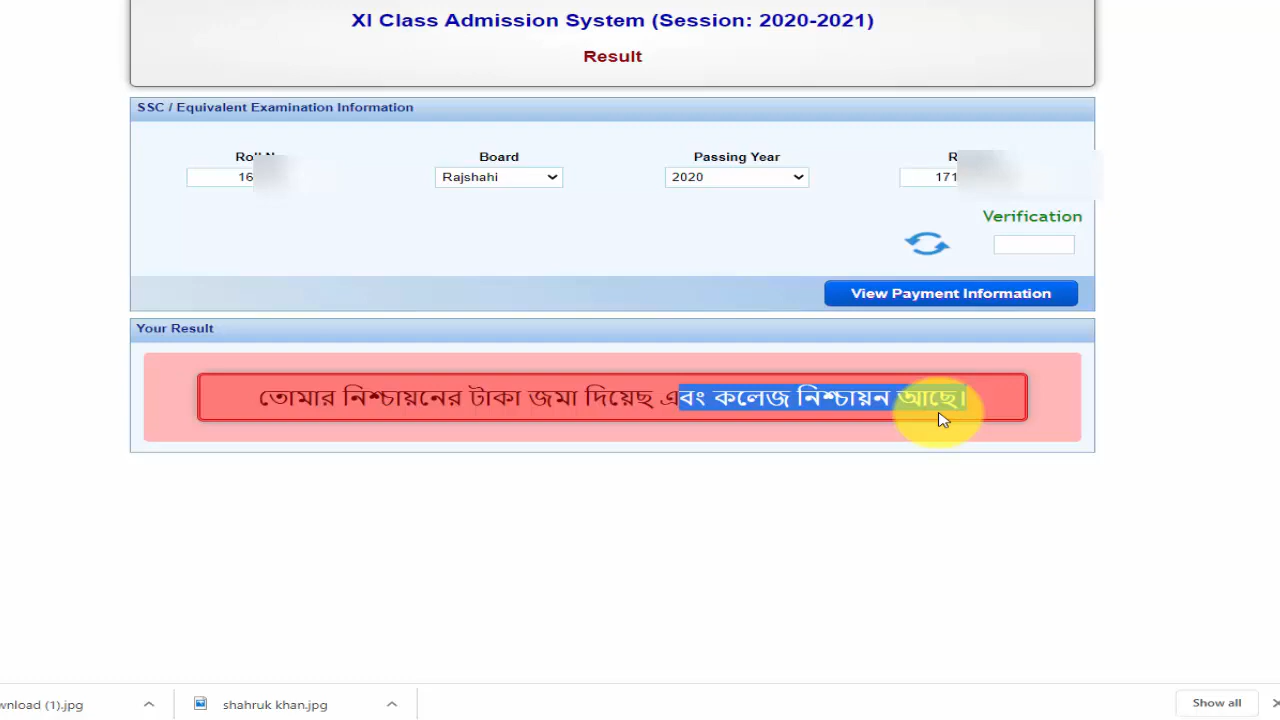 XI Class Admission System (Session: 2020-2021)
Result
SSC / Equivalent Examination Information
Board
Passing Year
16
Rajshahi
2020
171
Verification
View Payment Information
Your Result
তোমার নিশ্চায়নের টাকা জমা দিয়েছ এবং কলেজ নিশ্চায়ন আছে।
wnload (1).jpg
shahruk khan.jpg
Show all